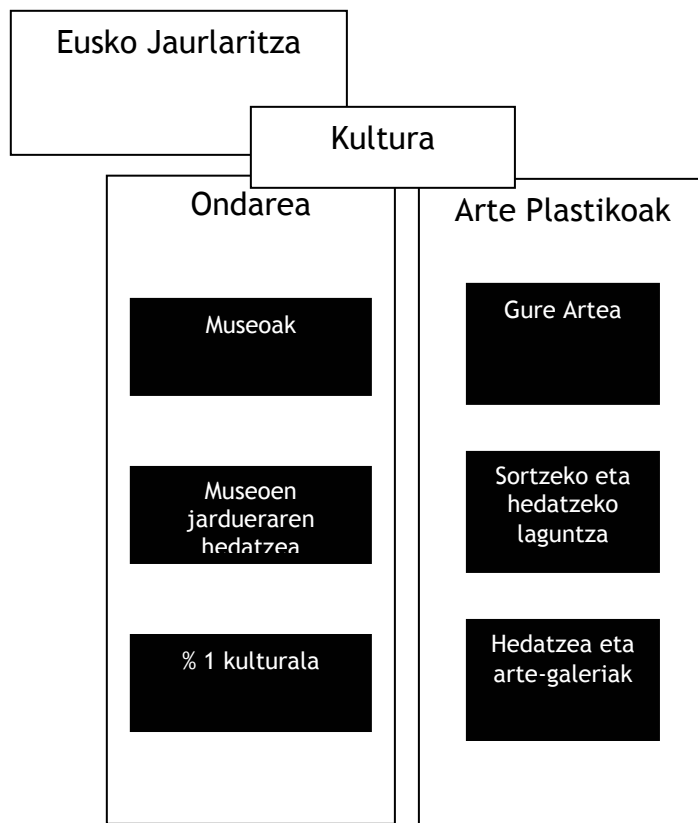 Eusko Jaurlaritza
Kultura
Ondarea
Museoak
Museoen
jardueraren
hedatzea
% 1 kulturala
Arte Plastikoak
Gure Artea
Sortzeko eta
hedatzeko
laguntza
Hedatzea eta
arte-galeriak